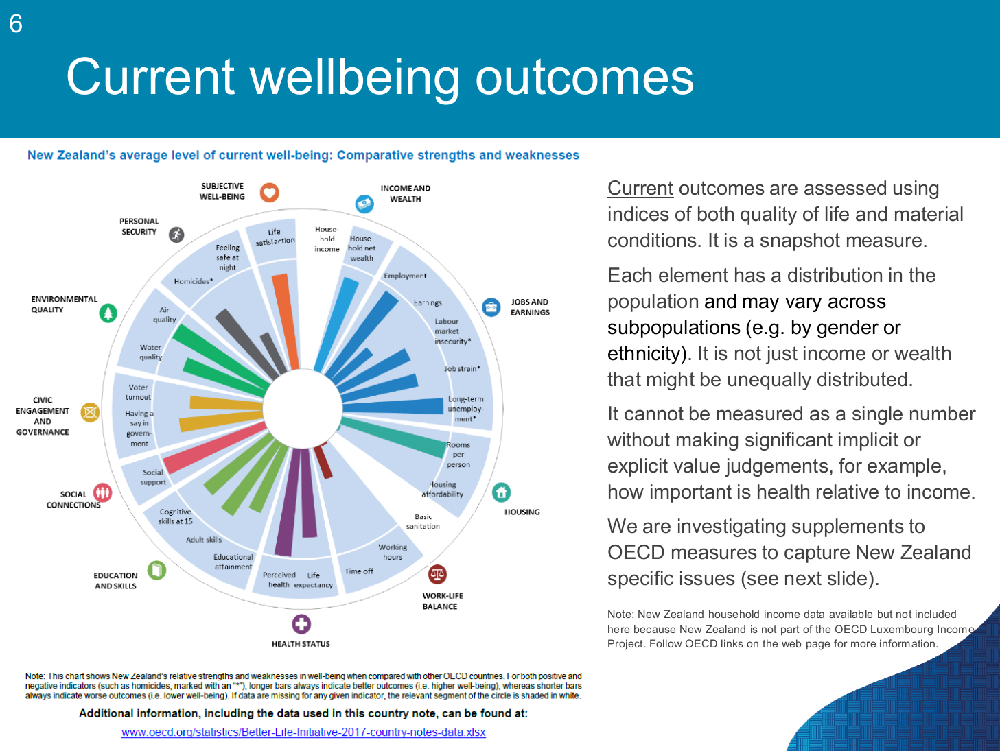 6
Current wellbeing outcomes
New Zealand's average level of current well-being: Comparative strengths and weaknesses
SUBJECTIVE
WELL-BEING
INCOME AND
WEALTH
PERSONAL
SECURITY
ENVIRONMENTAL
QUALITY
JOBS AND
EARNINGS
CIVIC
ENGAGEMENT
AND
GOVERNANCE
SOCIAL
CONNECTIONS
HOUSING
EDUCATION
AND SKILLS
WORK-LIFE
BALANCE
HEALTH STATUS
Life
satisfaction
House-
hold
income
House-
hold net
wealth
Employment
Earnings
Labour
market
insecurity*
Job strain*
Long-term
unemploy-
ment*
Rooms
per
person
Housing
affordability
Basic
sanitation
Working
hours
Time off
Life
expectancy
Perceived
health
Educational
attainment
Adult skills
Cognitive
skills at 15
Social
support
Having a
say in
govern-
ment
Voter
turnout
Water
quality
Air
quality
Homicides*
Feeling
safe at
night
Note: This chart shows New Zealand's relative strengths and weaknesses in well-being when compared with other OECD countries. For both positive and
negative indicators (such as homicides, marked with an "*"), longer bars always indicate better outcomes (i.e. higher well-being), whereas shorter bars
always indicate worse outcomes (i.e. lower well-being). If data are missing for any given indicator, the relevant segment of the circle is shaded in white.
Additional information, including the data used in this country note, can be found at:
www.oecd.org/statistics/Better-Life-Initiative-2017-country-notes-data.xlsx
Current outcomes are assessed using
indices of both quality of life and material
conditions. It is a snapshot measure.
Each element has a distribution in the
population and may vary across
subpopulations (e.g. by gender or
ethnicity). It is not just income or wealth
that might be unequally distributed.
It cannot be measured as a single number
without making significant implicit or
explicit value judgements, for example,
how important is health relative to income.
We are investigating supplements to
OECD measures to capture New Zealand
specific issues (see next slide).
Note: New Zealand household income data available but not included
here because New Zealand is not part of the OECD Luxembourg Income
Project. Follow OECD links on the web page for more information.